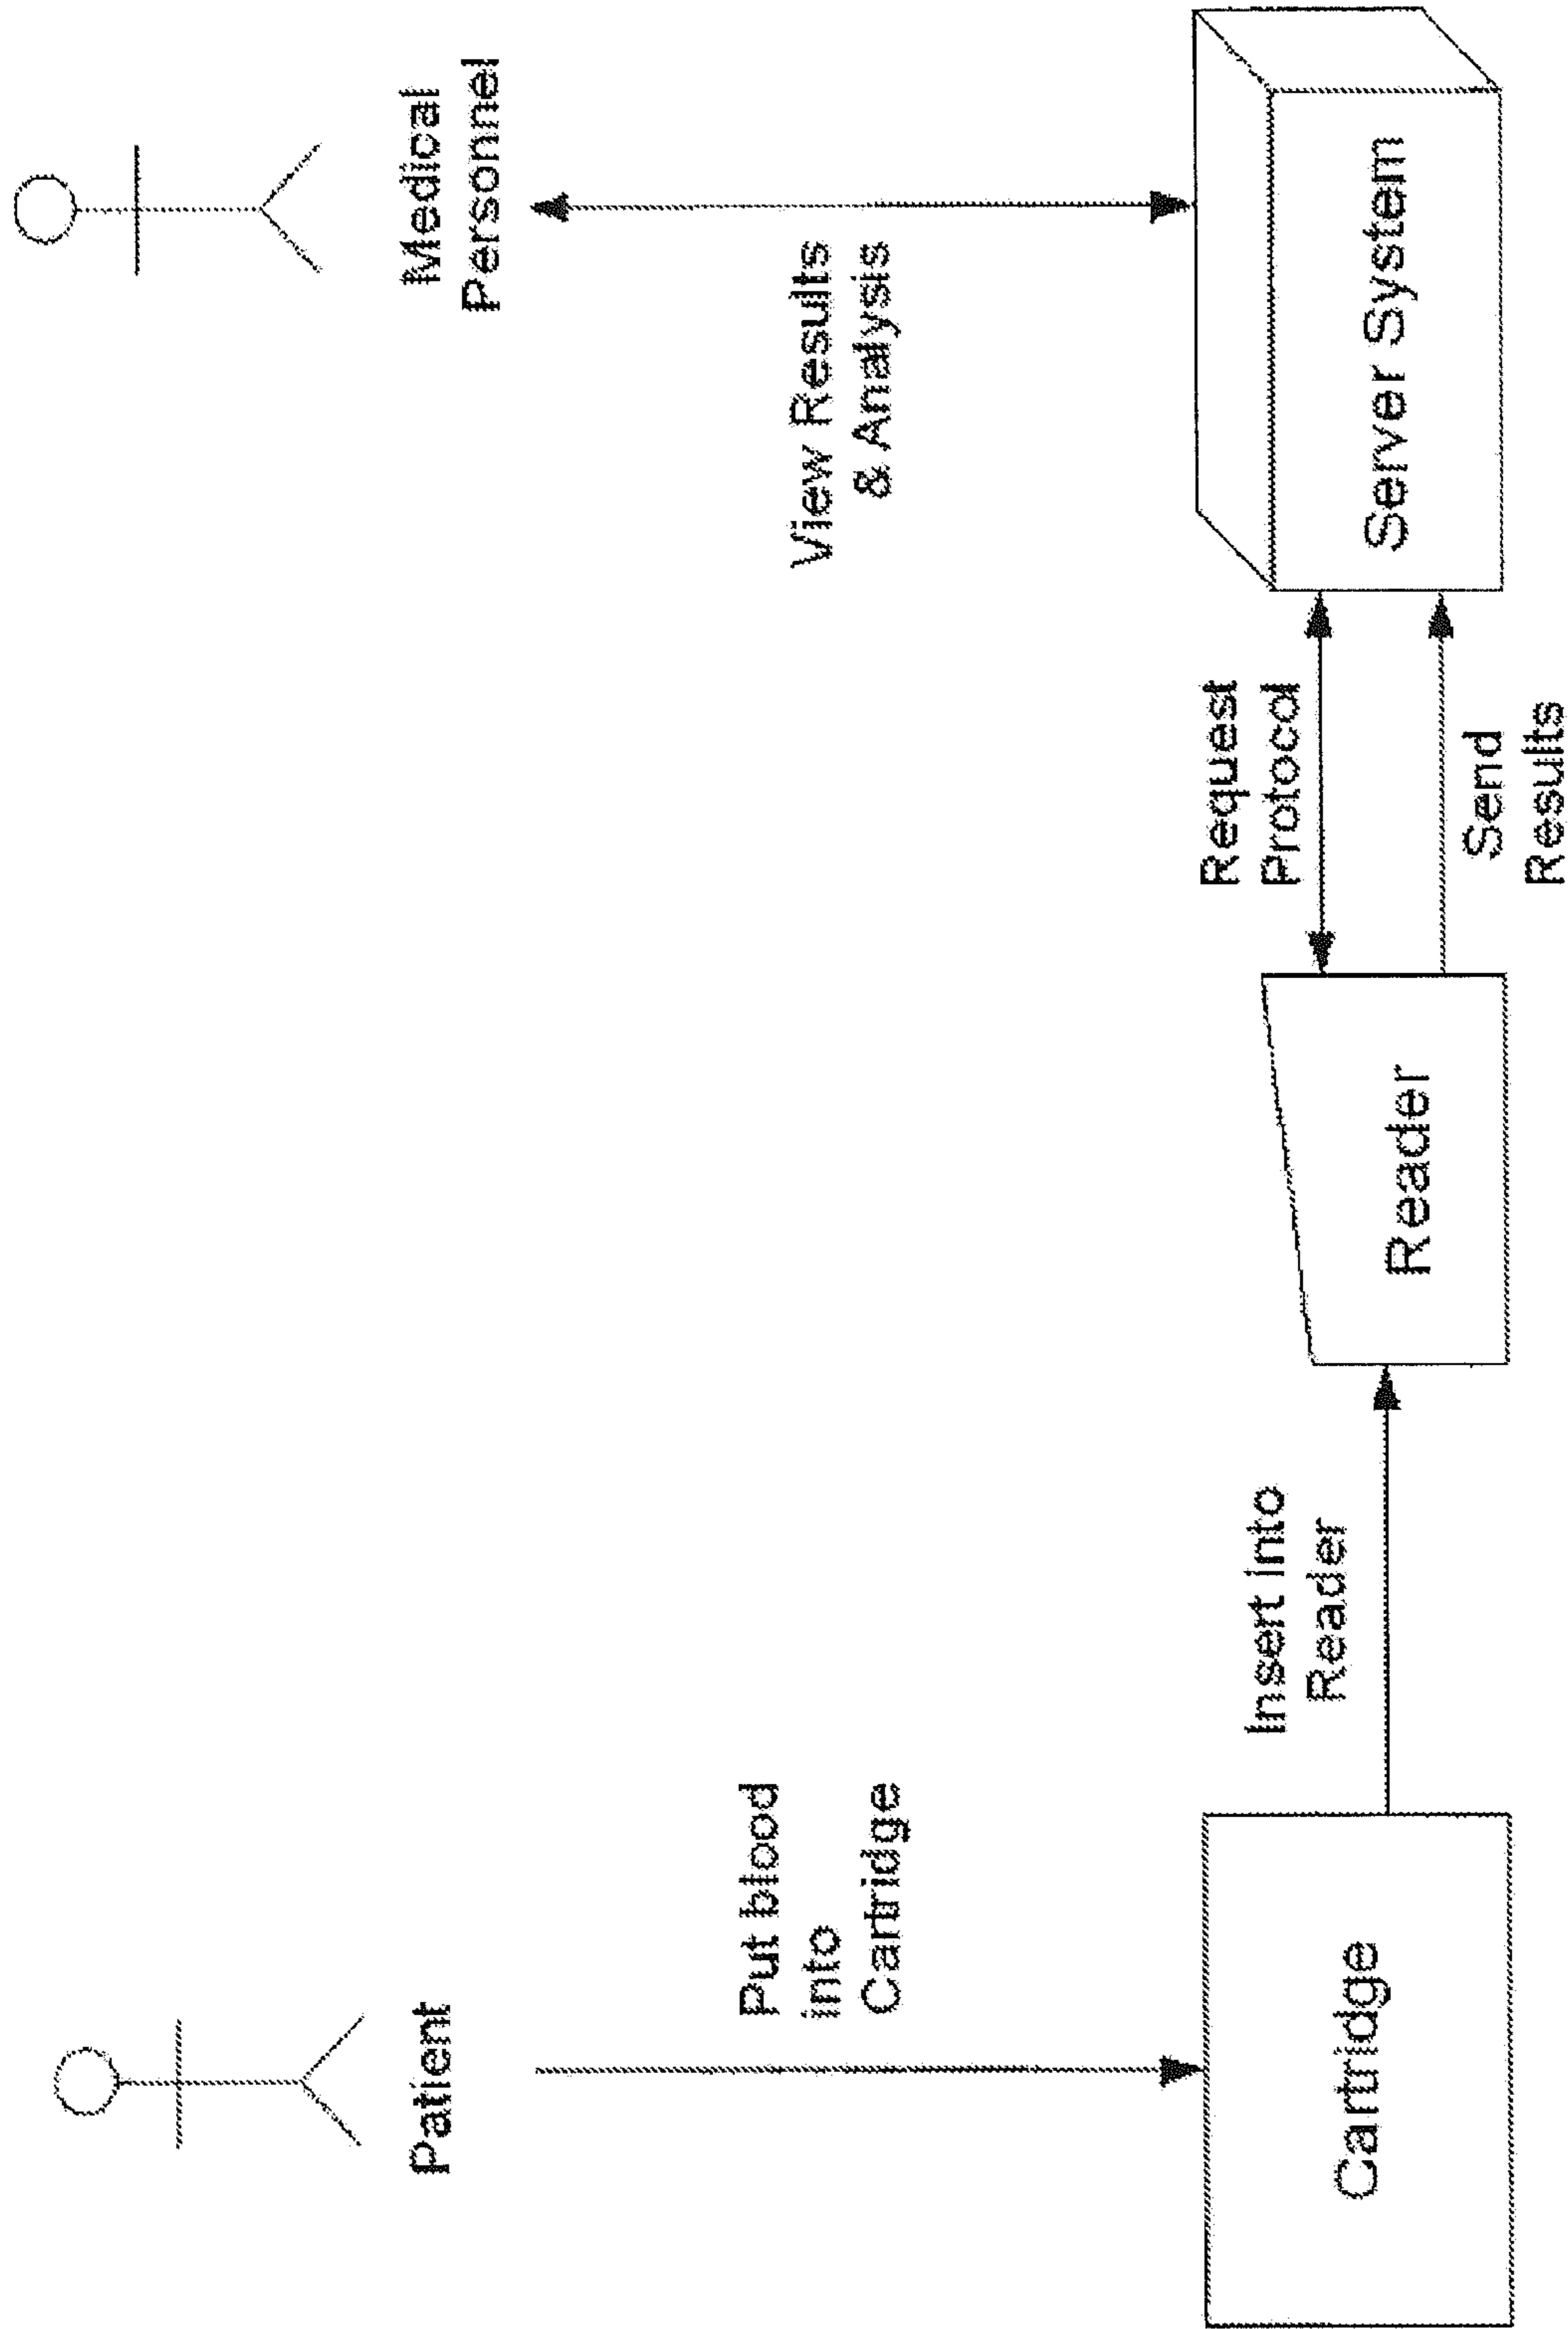 Patient
Put blood
into
Cartridge
Cartridge
Insert into
Reader
Reader
Request
Protocol
Send
Results
Server System
View Results
& Analysis
Medical
Personnel